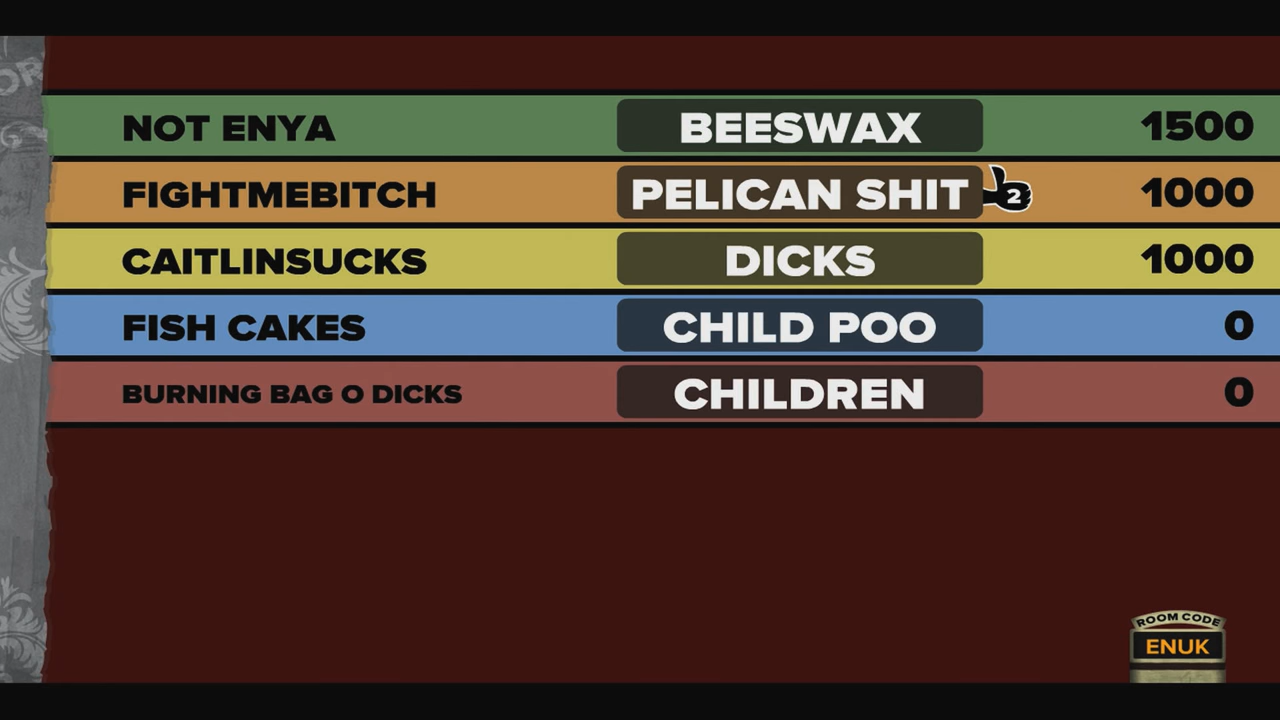 OR
NOT ENYA BEESWAX 1500
FIGHTMEBITCH PELICAN SHIT 2 1000
CAITLINSUCKS DICKS 1000
FISH CAKES CHILD POO 0
BURNING BAG O DICKS CHILDREN 0
ROOM CODE
ENUK